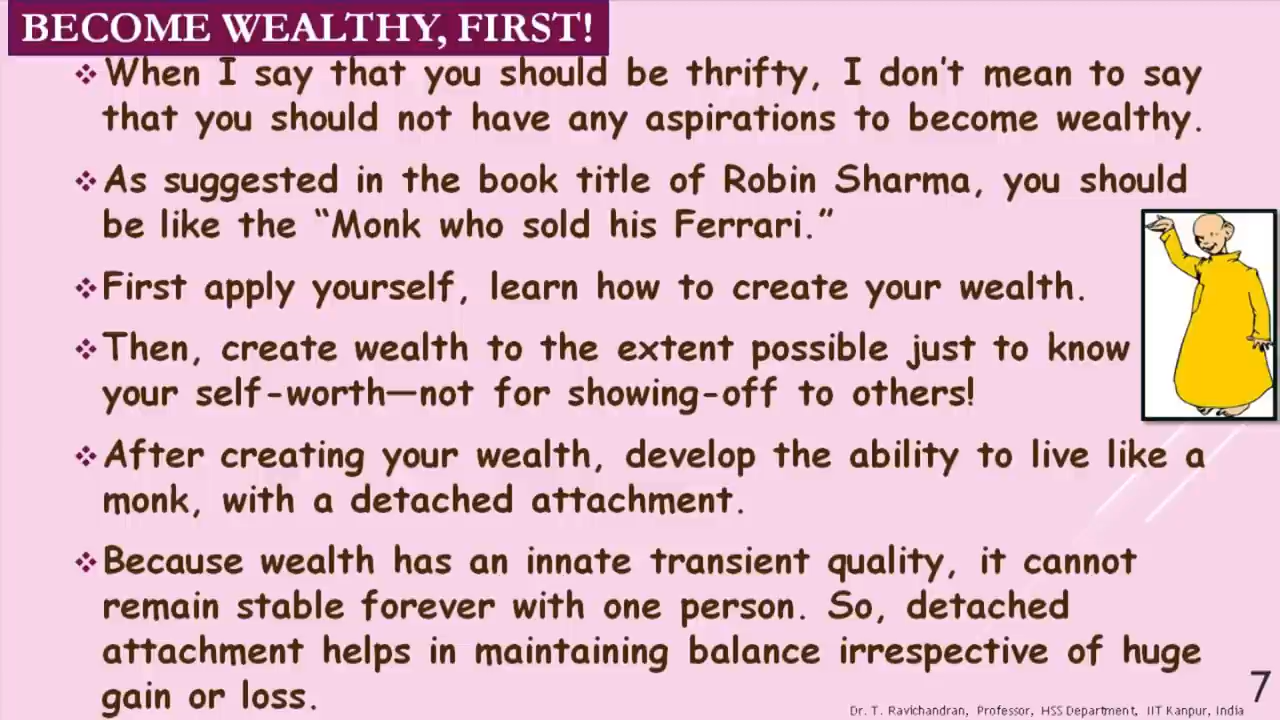 BECOME WEALTHY, FIRST!
❖When I say that you should be thrifty, I don't mean to say
that you should not have any aspirations to become wealthy.
❖As suggested in the book title of Robin Sharma, you should
be like the “Monk who sold his Ferrari.”
❖First apply yourself, learn how to create your wealth.
❖Then, create wealth to the extent possible just to know
your self-worth—not for showing-off to others!
❖After creating your wealth, develop the ability to live like a
monk, with a detached attachment.
❖Because wealth has an innate transient quality, it cannot
remain stable forever with one person. So, detached
attachment helps in maintaining balance irrespective of huge
gain or loss.
7
Dr. T. Ravichandran, Professor, HSS Department, IIT Kanpur, India